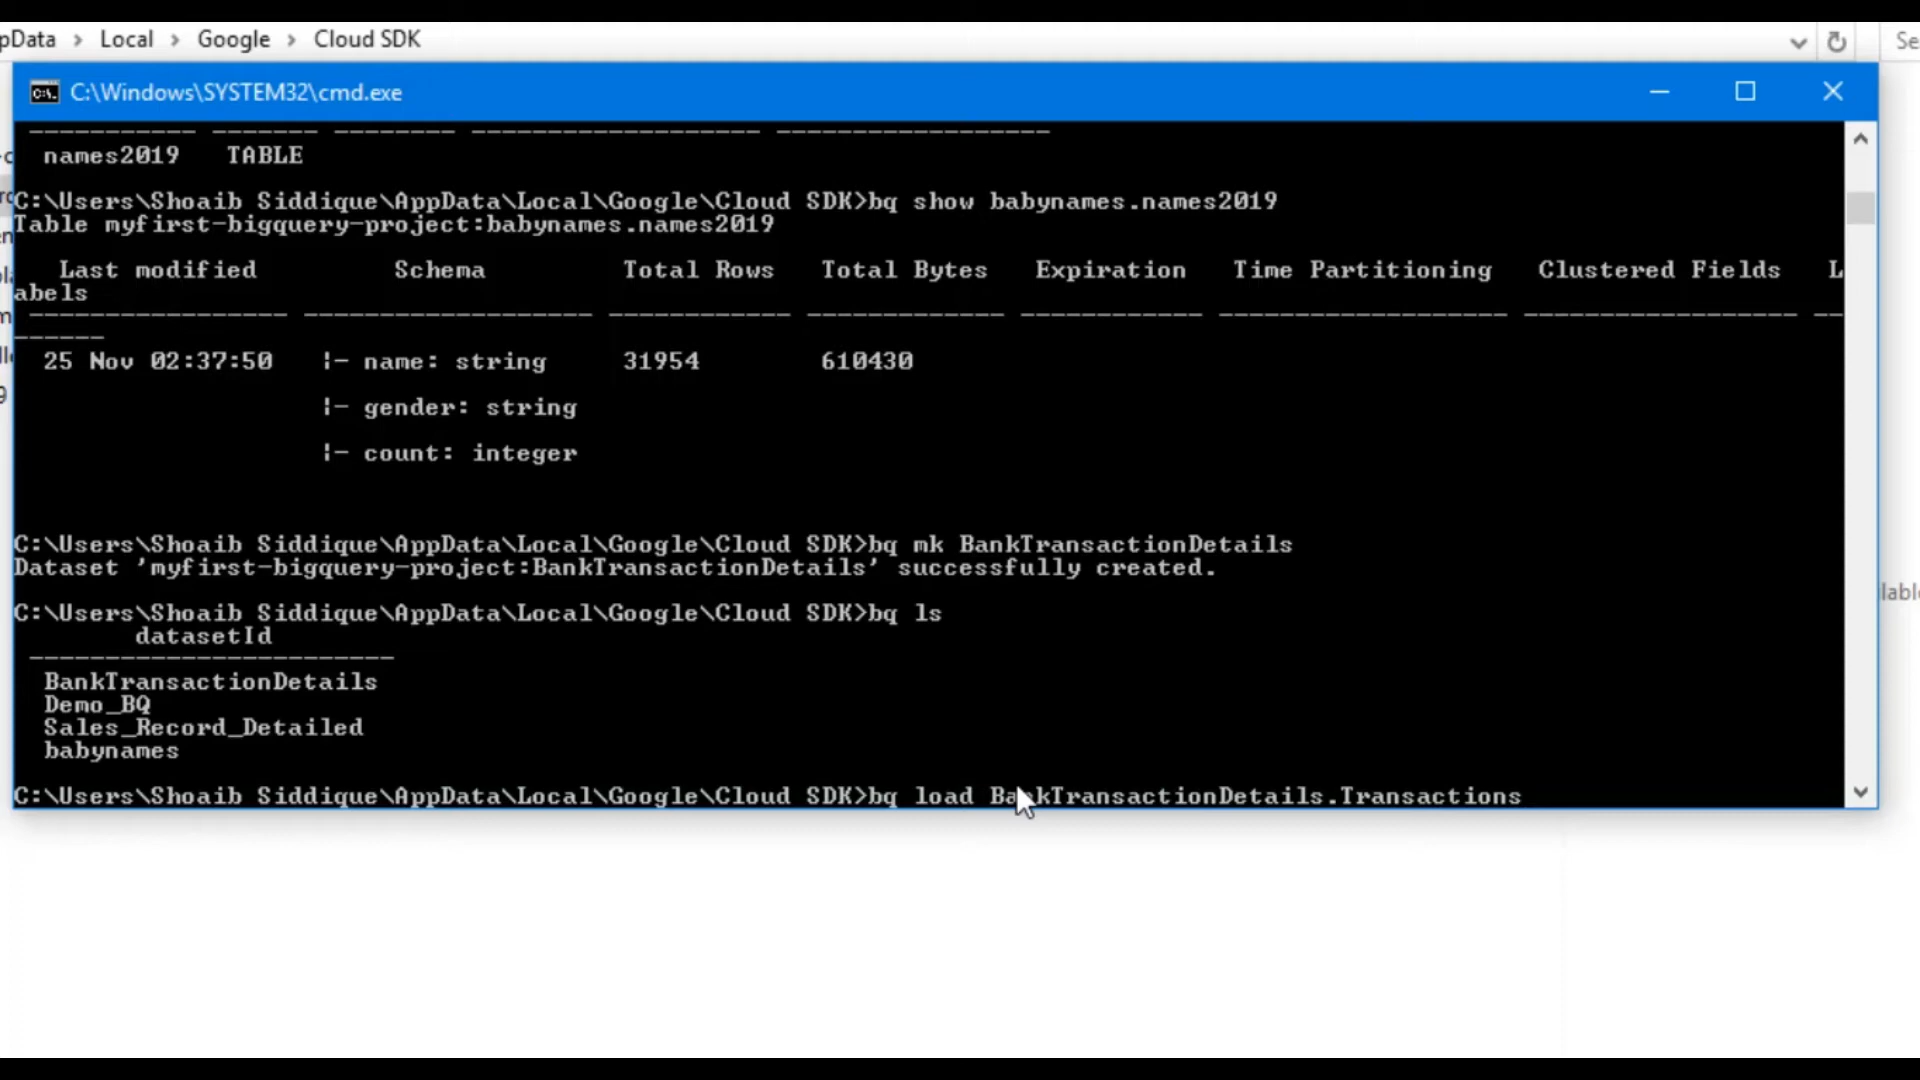 pData > Local > Google > Cloud SDK
Se
C:\Windows\SYSTEM32\cmd.exe
names2019 TABLE
C:\Users\Shoaib Siddique\AppData\Local\Google\Cloud SDK>bq show babynames.names2019
Table myfirst-bigquery-project:babynames.names2019
Last modified Schema Total Rows Total Bytes Expiration Time Partitioning Clustered Fields L
abels
25 Nov 02:37:50 |- name: string 31954 610430
|- gender: string
|- count: integer
C:\Users\Shoaib Siddique\AppData\Local\Google\Cloud SDK>bq mk BankTransactionDetails
Dataset 'myfirst-bigquery-project:BankTransactionDetails' successfully created.
C:\Users\Shoaib Siddique\AppData\Local\Google\Cloud SDK>bq ls
datasetId
BankTransactionDetails
Demo_BQ
Sales_Record_Detailed
babynames
C:\Users\Shoaib Siddique\AppData\Local\Google\Cloud SDK>bq load BankTransactionDetails.Transactions